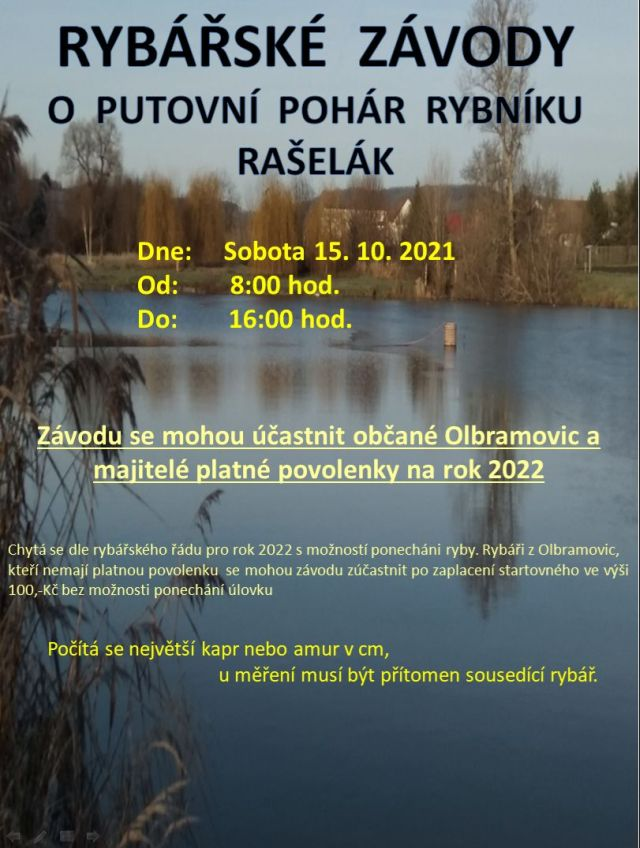 RYBÁŘSKÉ ZÁVODY
O PUTOVNÍ POHÁR RYBNÍKU
RAŠELÁK
Dne: Sobota 15. 10. 2021
Od: 8:00 hod.
Do: 16:00 hod.
Závodu se mohou účastnit občané Olbramovic a
majitelé platné povolenky na rok 2022
Chytá se dle rybářského řádu pro rok 2022 s možností ponecháni ryby. Rybáři z Olbramovic,
kteří nemají platnou povolenku se mohou závodu zúčastnit po zaplacení startovného ve výši
100,-Kč bez možnosti ponechání úlovku
Počítá se největší kapr nebo amur v cm,
u měření musí být přítomen sousedící rybář.